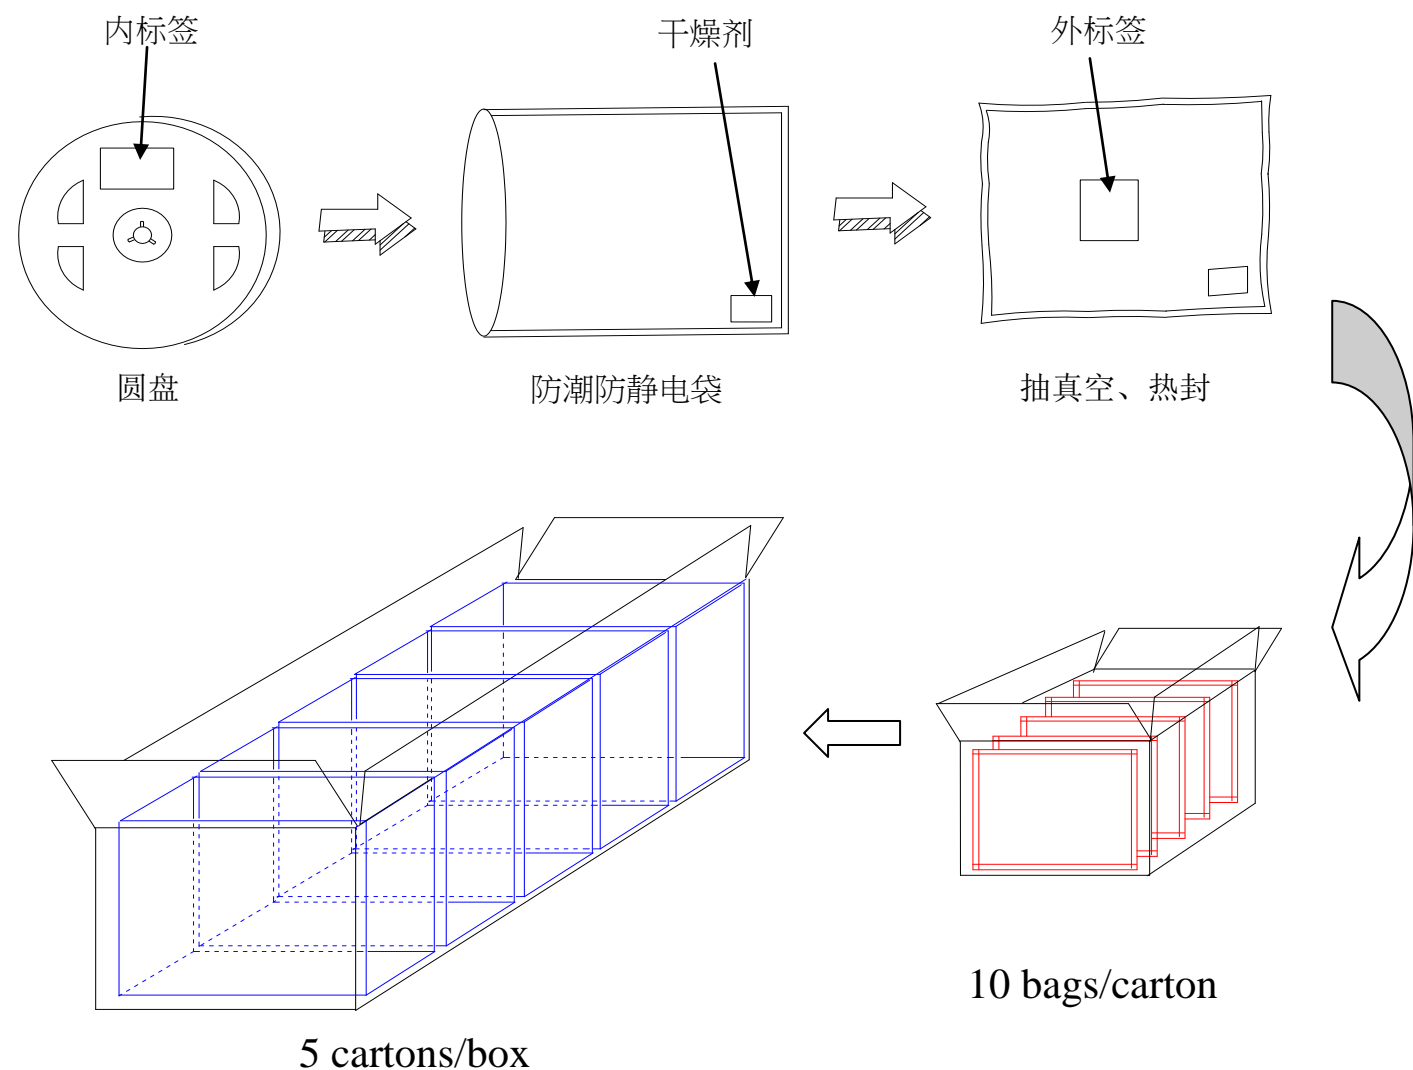 内标签
干燥剂
外标签
圆盘
防潮防静电袋
抽真空、热封
10 bags/carton
5 cartons/box